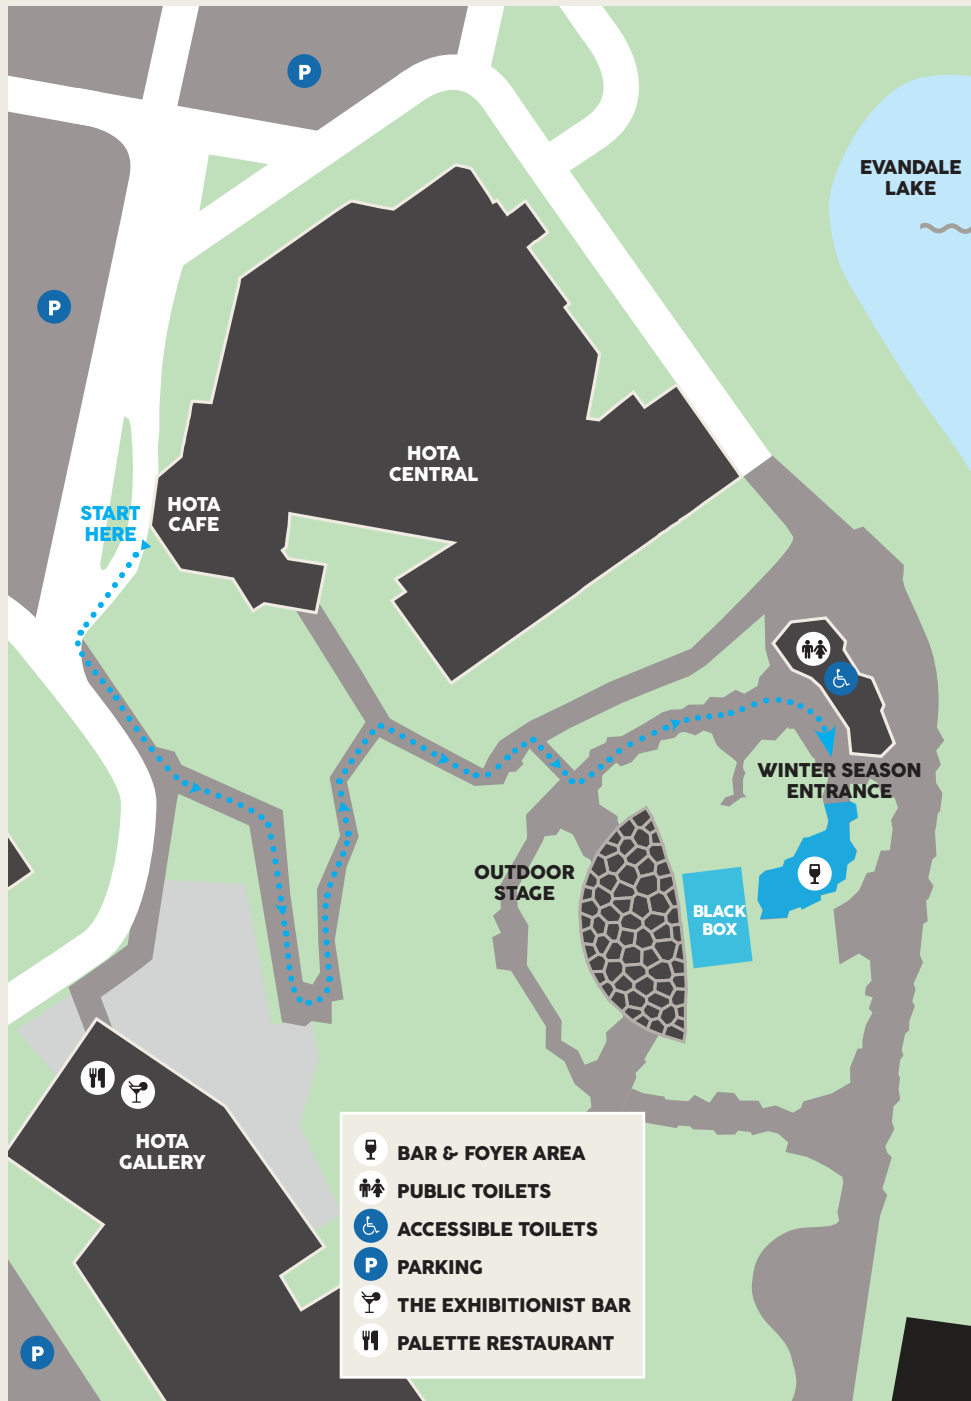 P
EVANDALE
LAKE
P
HOTA
CENTRAL
START
HERE
HOTA
CAFE
WINTER SEASON
ENTRANCE
OUTDOOR
STAGE
BLACK
BOX
HOTA
GALLERY
BAR & FOYER AREA
PUBLIC TOILETS
ACCESSIBLE TOILETS
P PARKING
THE EXHIBITIONIST BAR
PALETTE RESTAURANT
P